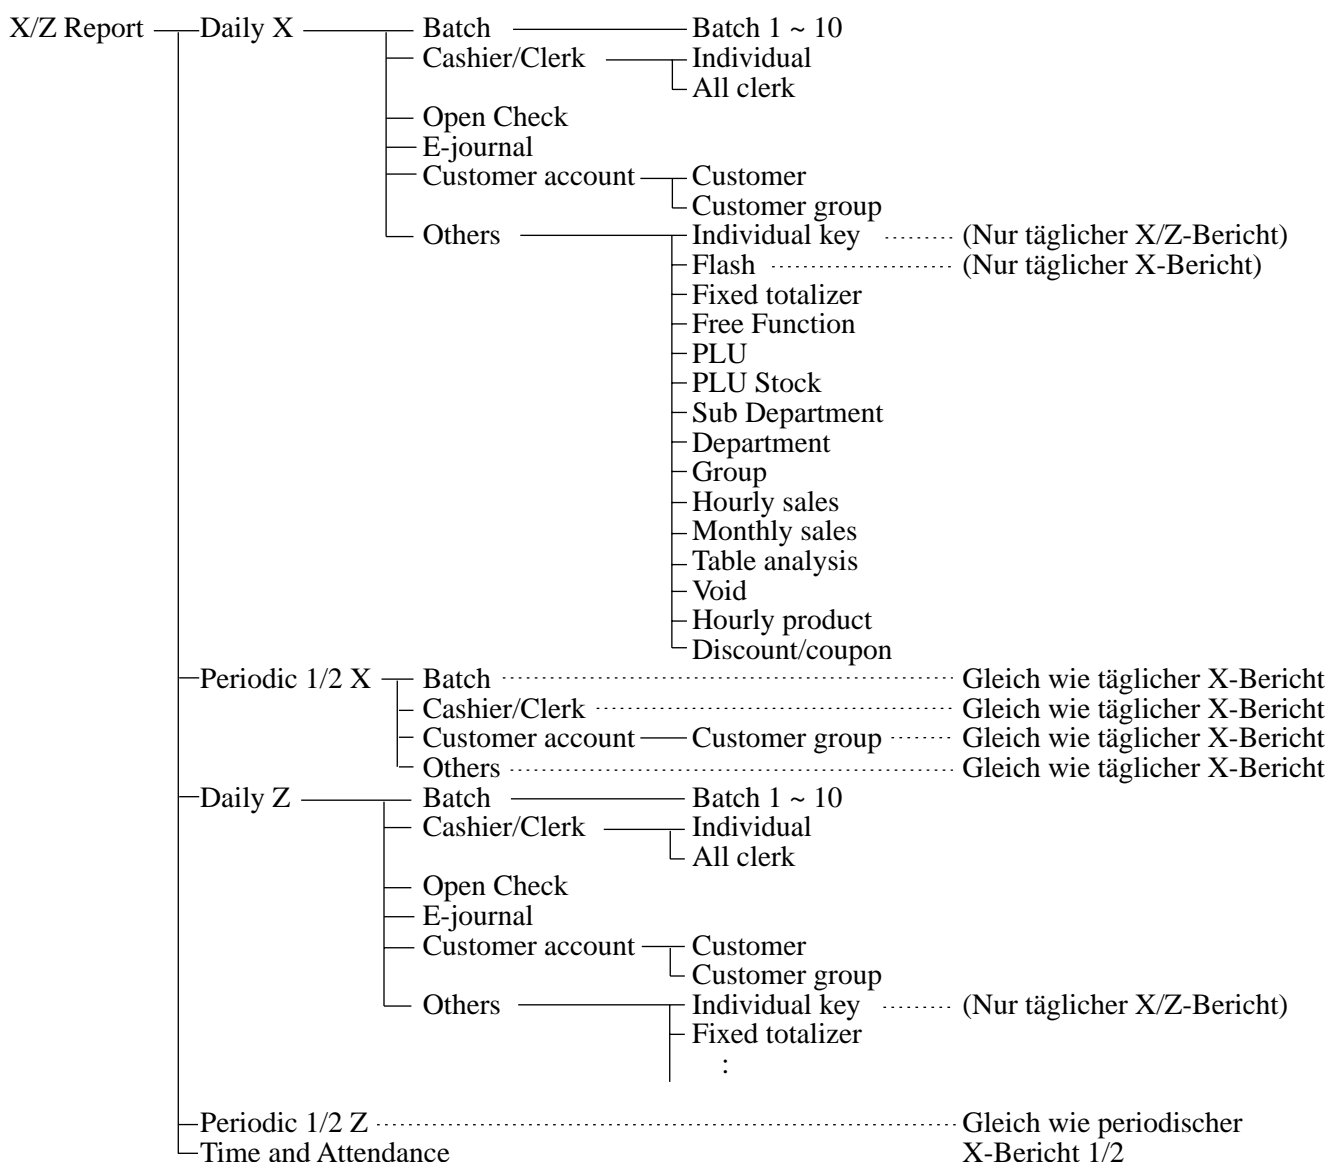 X/Z Report Daily X Batch Batch 1 ~ 10
Cashier/Clerk Individual
All clerk
Open Check
E-journal
Customer account Customer
Customer group
Others Individual key (Nur täglicher X/Z-Bericht)
Flash (Nur täglicher X-Bericht)
Fixed totalizer
Free Function
PLU
PLU Stock
Sub Department
Department
Group
Hourly sales
Monthly sales
Table analysis
Void
Hourly product
Discount/coupon
Periodic 1/2 X Batch Gleich wie täglicher X-Bericht
Cashier/Clerk Gleich wie täglicher X-Bericht
Customer account Customer group Gleich wie täglicher X-Bericht
Others Gleich wie täglicher X-Bericht
Daily Z Batch Batch 1 ~ 10
Cashier/Clerk Individual
All clerk
Open Check
E-journal
Customer account Customer
Customer group
Others Individual key (Nur täglicher X/Z-Bericht)
Fixed totalizer
:
Periodic 1/2 Z Gleich wie periodischer
Time and Attendance X-Bericht 1/2